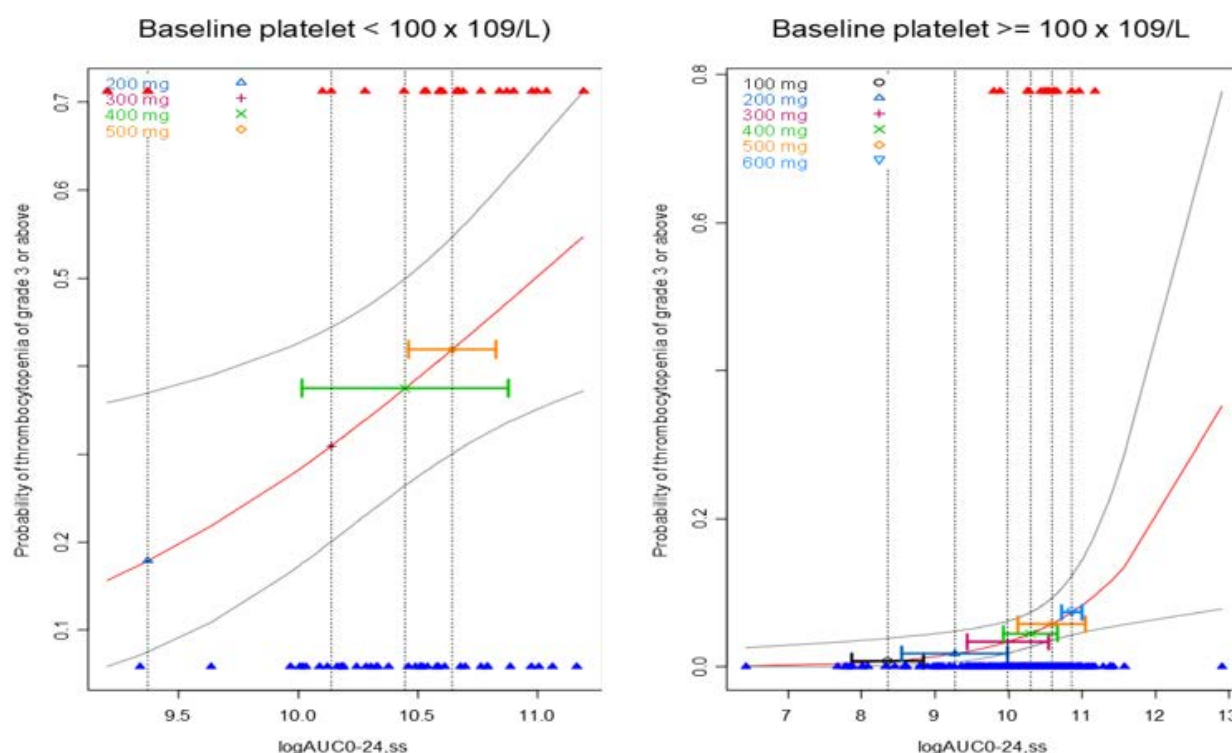 Baseline platelet < 100 x 109/L)
200 mg
300 mg
400 mg
500 mg
Probability of thrombocytopenia of grade 3 or above
0.7
0.6
0.5
0.2
0.1
9.5 10.0 10.5 11.0
logAUC0-24,ss
Baseline platelet >= 100 x 109/L
100 mg
200 mg
300 mg
400 mg
500 mg
600 mg
Probability of thrombocytopenia of grade 3 or above
0.8
0.6
0.2
0.0
7 8 9 10 11 12 13
logAUC0-24,ss